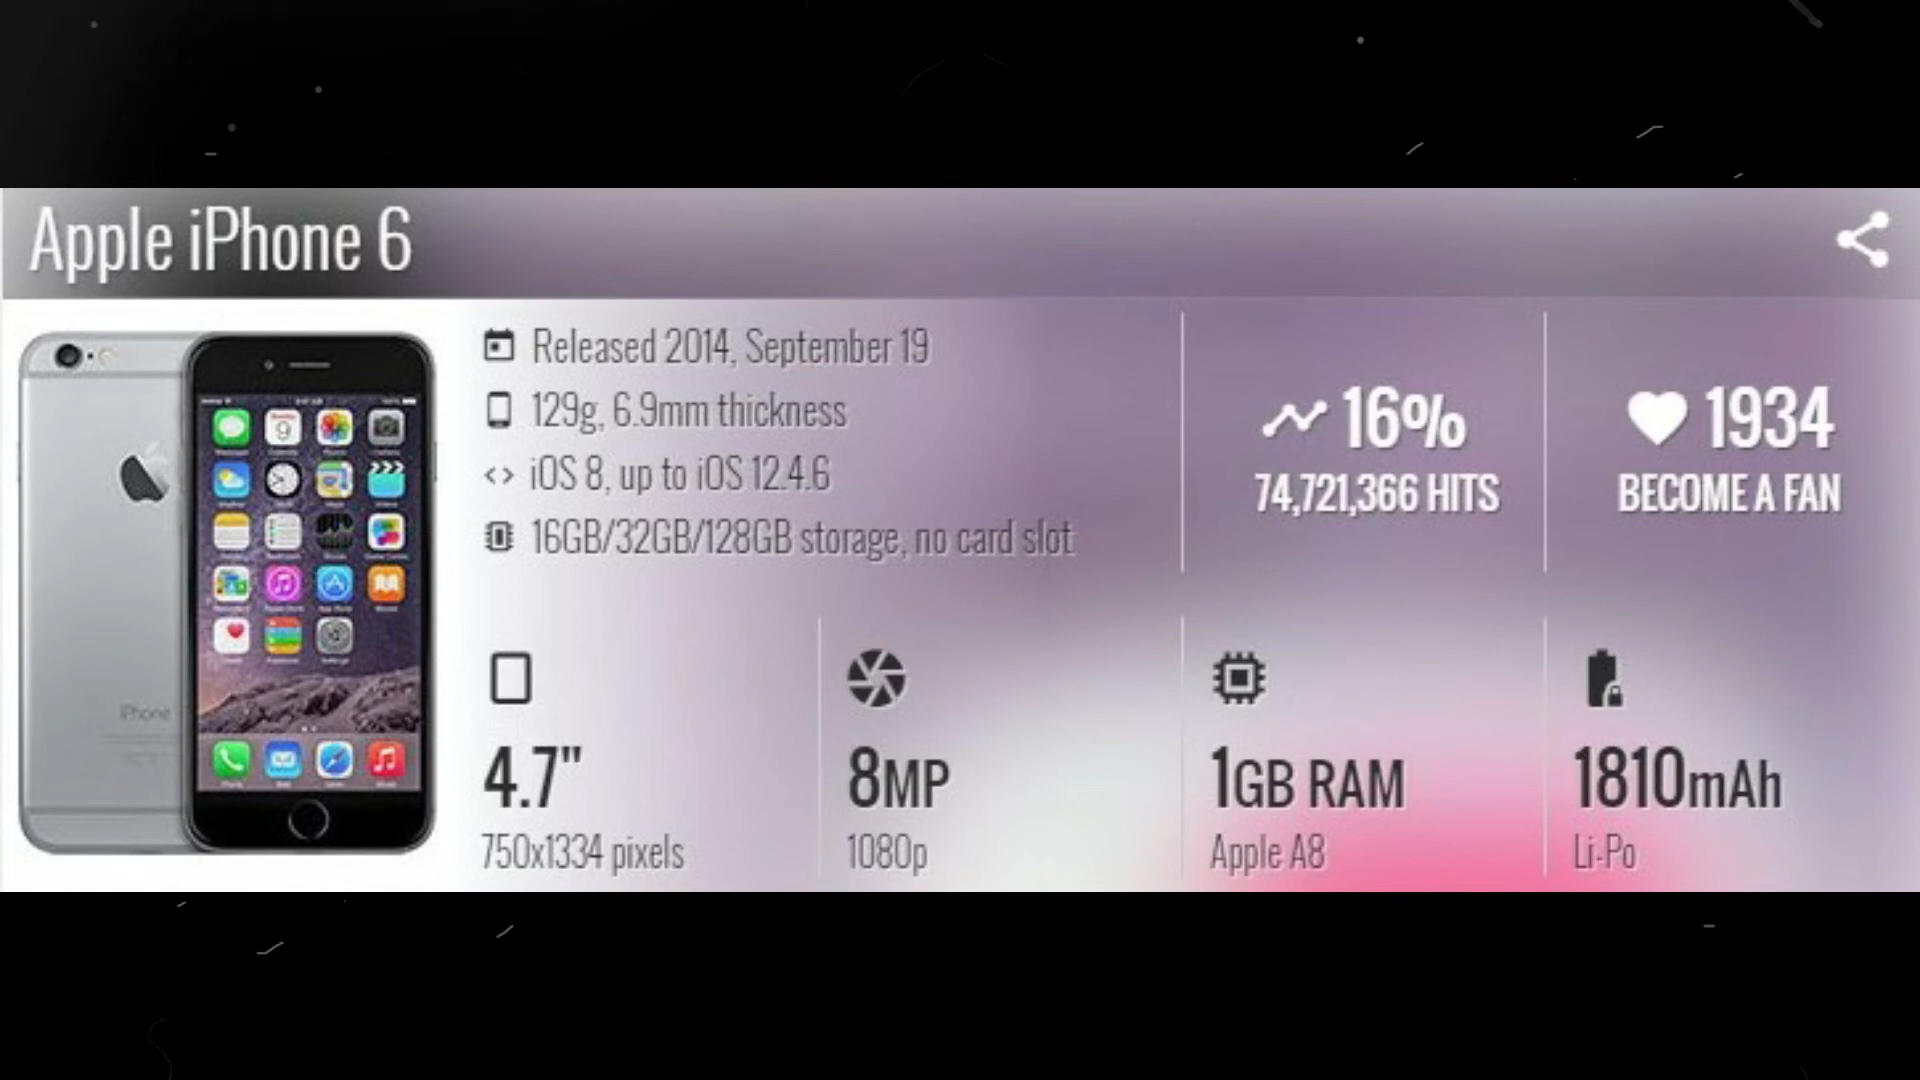 Apple iPhone 6
Released 2014, September 19
129g, 6.9mm thickness
iOS 8, up to iOS 12.4.6
16GB/32GB/128GB storage, no card slot
16%
74,721,366 HITS
1934
BECOME A FAN
4.7"
750x1334 pixels
8MP
1080p
1GB RAM
Apple A8
1810mAh
Li-Po
iPhone
9